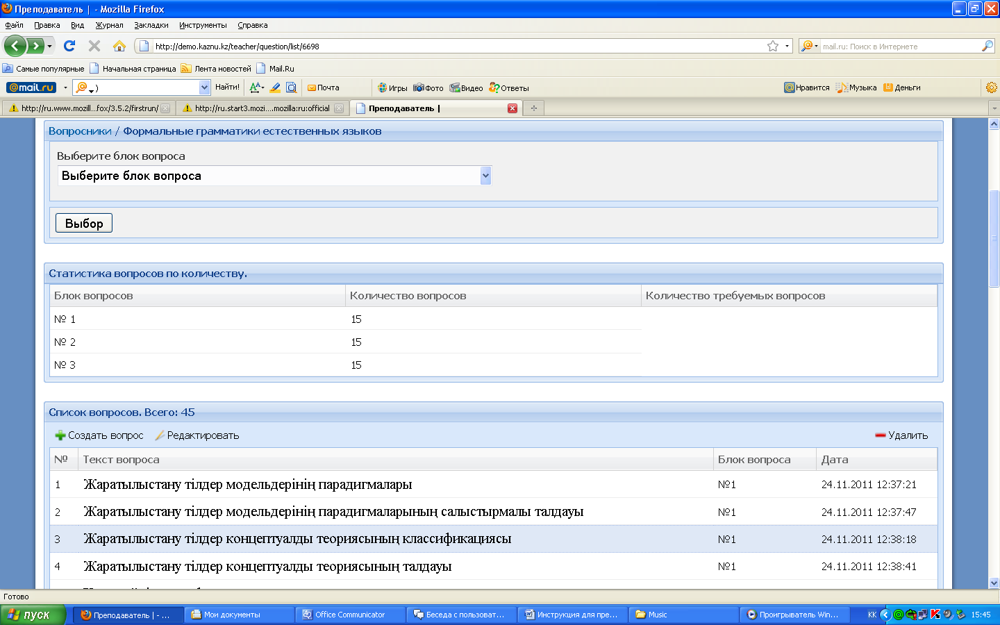 Преподаватель | - Mozilla Firefox
Файл Правка Вид Журнал Закладки Инструменты Справка
http://demo.kaznu.kz/teacher/question/list/6698 mail.ru: Поиск в Интернете
Самые популярные Начальная страница Лента новостей Mail.Ru
@mail.ru ) Найти! Почта Игры Фото Видео Ответы Нравится Музыка Деньги
http://ru.www.mozill...fox/3.5.2/firstrun/ http://ru.start3.mozi....mozilla:ru:official Преподаватель |
Вопросники / Формальные грамматики естественных языков
Выберите блок вопроса
Выберите блок вопроса
Выбор
Статистика вопросов по количеству.
Блок вопросов Количество вопросов Количество требуемых вопросов
№ 1 15
№ 2 15
№ 3 15
Список вопросов. Всего: 45
Создать вопрос Редактировать Удалить
№ Текст вопроса Блок вопроса Дата
1 Жаратылыстану тілдер модельдерінің парадигмалары №1 24.11.2011 12:37:21
2 Жаратылыстану тілдер модельдерінің парадигмаларының салыстырмалы талдауы №1 24.11.2011 12:37:47
3 Жаратылыстану тілдер концептуалды теориясының классификациясы №1 24.11.2011 12:38:18
4 Жаратылыстану тілдер концептуалды теориясының талдауы №1 24.11.2011 12:38:41
Готово
пуск Преподаватель | - ... Мои документы Office Communicator Беседа с пользоват... Инструкция для пре... Music Проигрыватель Win... KK 15:45